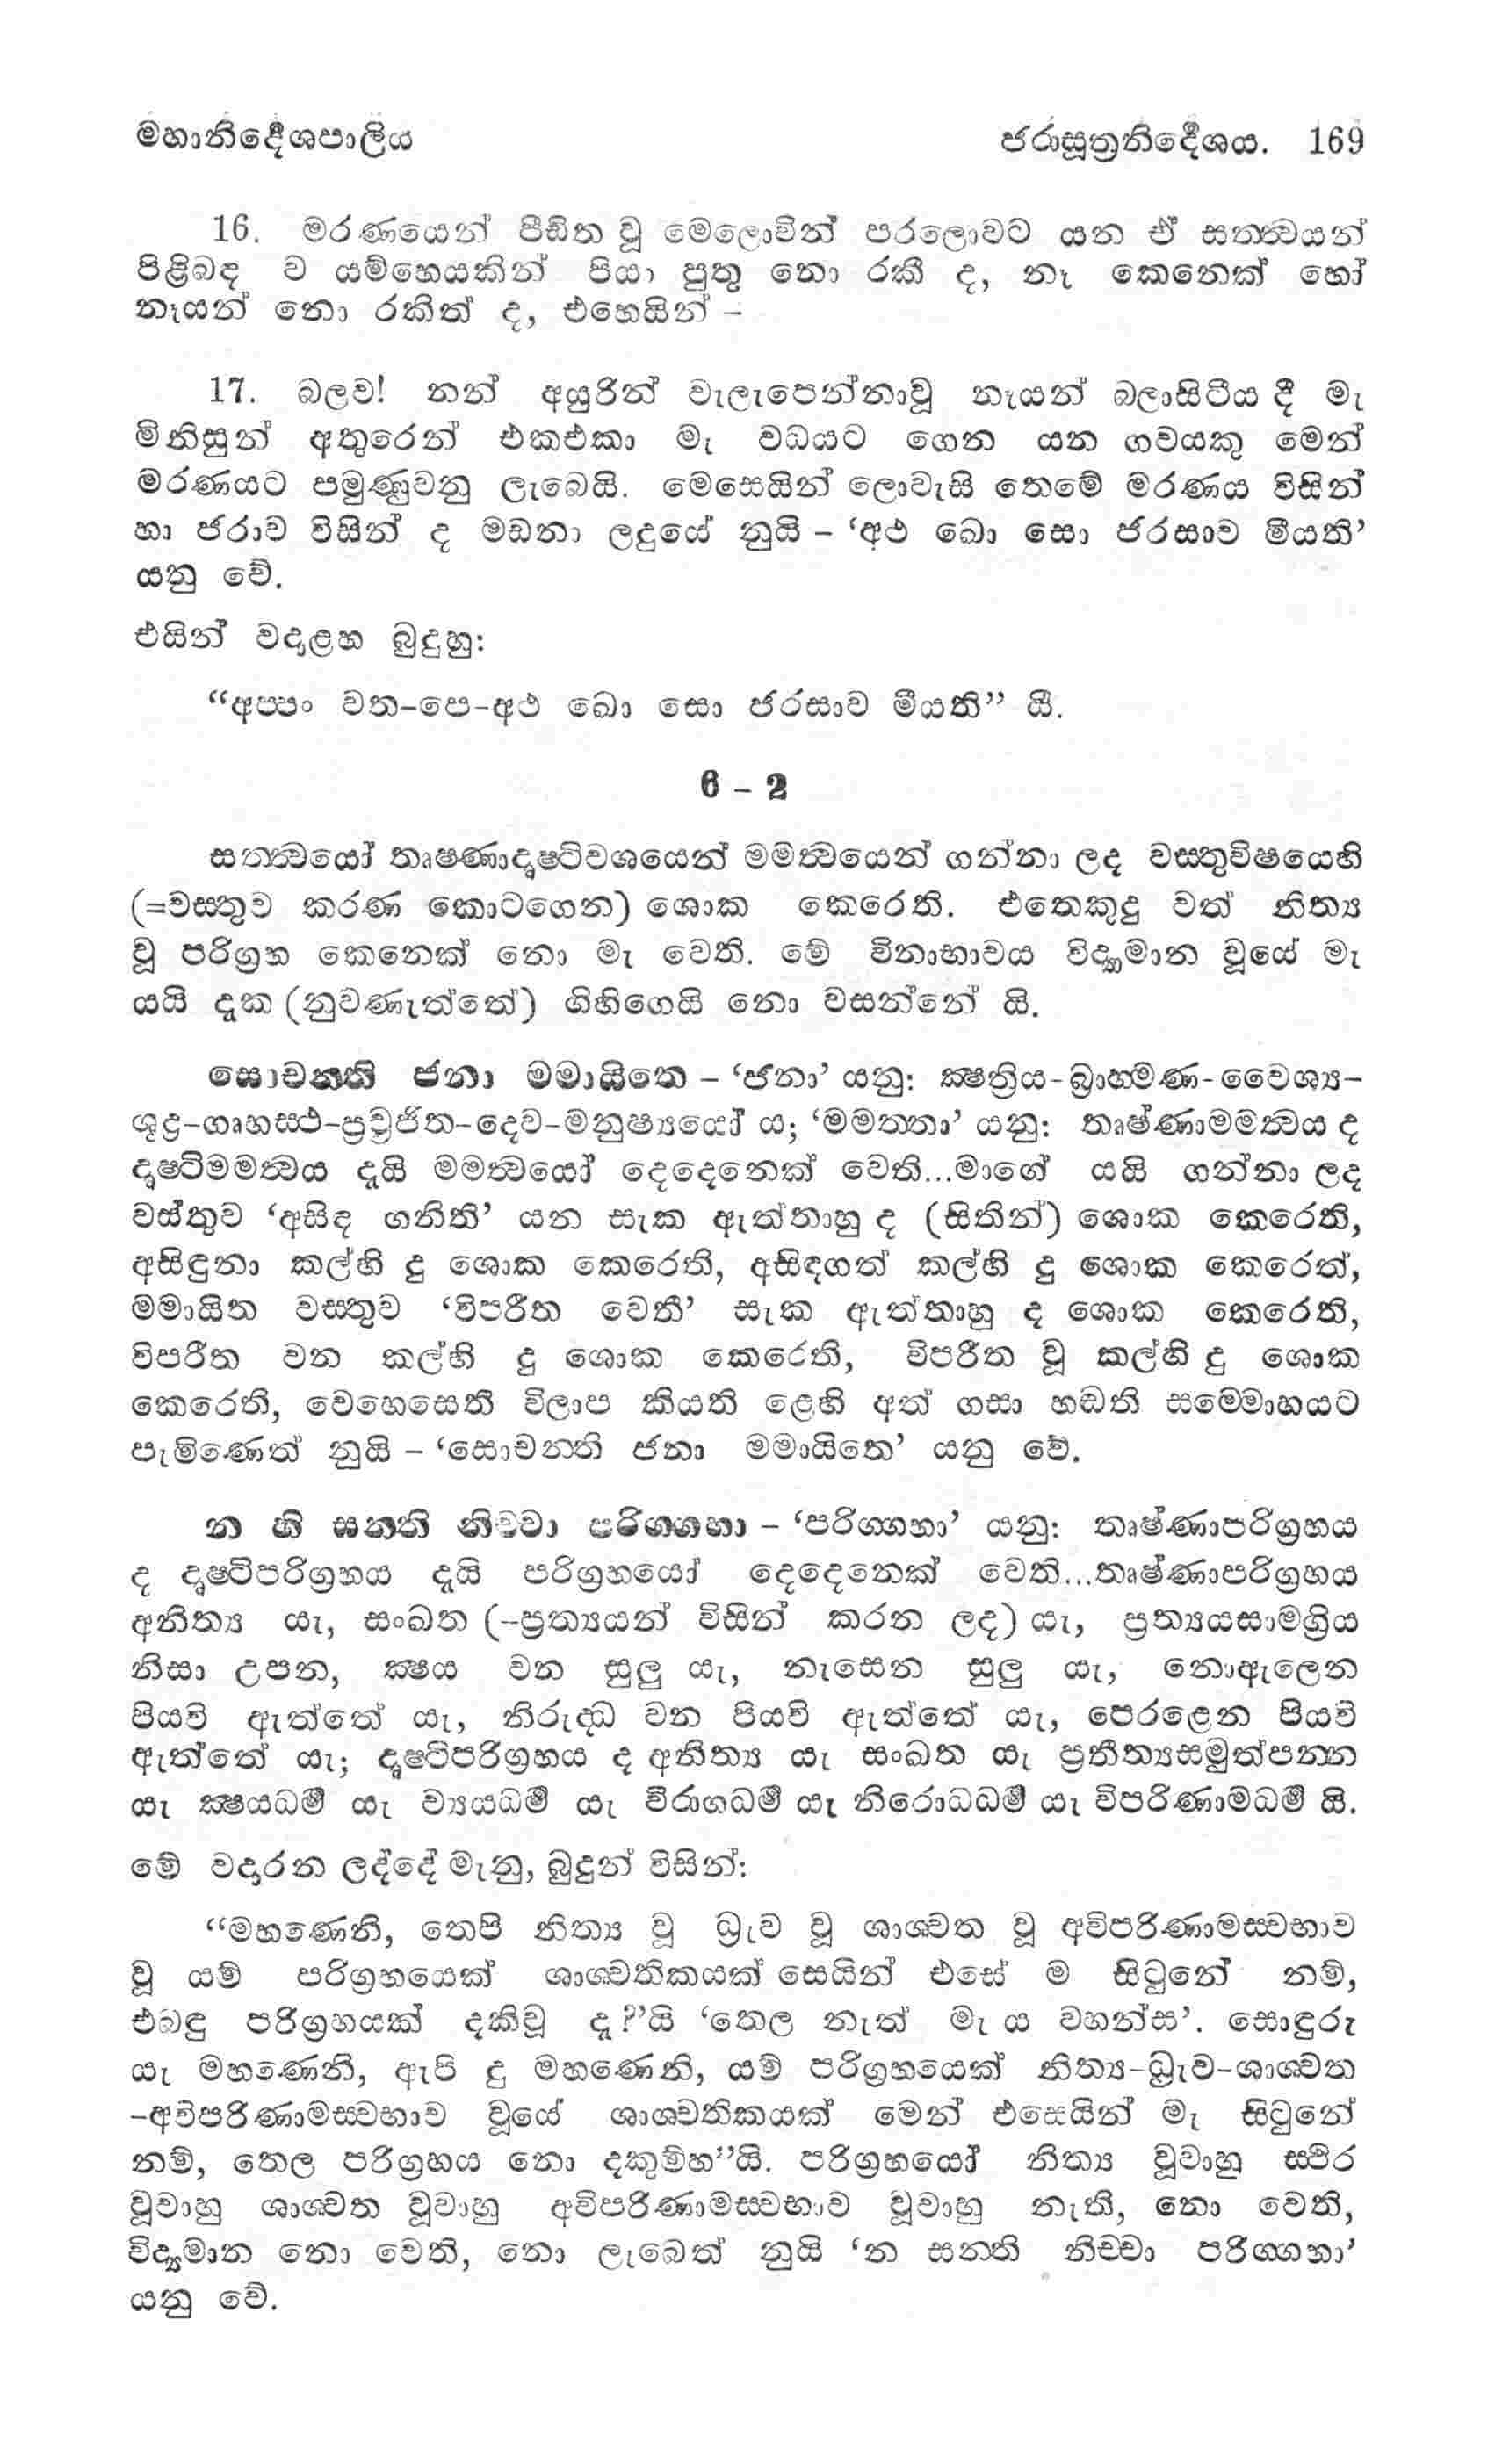 මහානිර්‍දේශපාලිය ජරාසූත්‍රනිර්‍දේශය. 169
16. මරණයෙන් පීඩිත වූ මෙලොවින් පරලොවට යන ඒ සත්‍ත්‍වයන්
පිළිබඳ ව යම්හෙයකින් පියා පුතු නො රකී ද, නෑ කෙනෙක් හෝ
නෑයන් නො රකිත් ද, එහෙයින් –
17. බලව! නන් අයුරින් වැලැපෙන්නාවූ නෑයන් බලාසිටීය දී මැ
මිනිසුන් අතුරෙන් එකඑකා මැ වධයට ගෙන යන ගවයකු මෙන්
මරණයට පමුණුවනු ලැබෙයි. මෙසෙයින් ලොවැසි තෙමේ මරණය විසින්
හා ජරාව විසින් ද මඩනා ලදුයේ නුයි – ‘අථ ඛො සො ජරසාව මීයති’
යනු වේ.
එයින් වදාළහ බුදුහු:
“අප්‍පං වත–පෙ–අථ ඛො සො ජරසාව මීයති” යී.
6 – 2
සත්‍ත්‍වයෝ තෘෂ්‍ණාදෘෂ්‍ටිවශයෙන් මමත්‍වයෙන් ගන්නා ලද වස්‍තුවිෂයෙහි
(=වස්‍තුව කරණ කොටගෙන) ශොක කෙරෙති. එතෙකුදු වත් නිත්‍ය
වූ පරිග්‍රහ කෙනෙක් නො මැ වෙති. මේ විනාභාවය විද්‍යමාන වූයේ මැ
යයි දැක (නුවණැත්තේ) ගිහිගෙයි නො වසන්නේ යි.
සොචන්‍ති ජනා මමායිතෙ – ‘ජනා’ යනු: ක්‍ෂත්‍රිය-බ්‍රාහ්‍මණ-වෛශ්‍ය–
ශූද්‍ර–ගෘහස්‍ථ–ප්‍රව්‍රජිත–දෙව–මනුෂ්‍යයෝ ය; ‘මමත්‍තා’ යනු: තෘෂ්ණාමමත්‍වය ද
දෘෂ්‍ටිමමත්‍වය දැයි මමත්‍වයෝ දෙදෙනෙක් වෙති...මාගේ යයි ගන්නා ලද
වස්තුව ‘අසිඳ ගනිති’ යන සැක ඇත්තාහු ද (සිතින්) ශොක කෙරෙති,
අසිඳුනා කල්හි දු ශොක කෙරෙති, අසිඳගත් කල්හි දු ශොක කෙරෙත්,
මමායිත වස්‍තුව ‘විපරීත වෙතී’ සැක ඇත්තාහු ද ශොක කෙරෙති,
විපරීත වන කල්හි දු ශොක කෙරෙති, විපරීත වූ කල්හි දු ශොක
කෙරෙති, වෙහෙසෙති විලාප කියති ළෙහි අත් ගසා හඬති සම්‍මොහයට
පැමිණෙත් නුයි – ‘සොචන්‍ති ජනා මමායිතෙ’ යනු වේ.
න හි සන්‍ති නිච්‍චා පරිග්‍ගහා – ‘පරිග්‍ගහා’ යනු: තෘෂ්ණාපරිග්‍රහය
ද දෘෂ්‍ටිපරිග්‍රහය දැයි පරිග්‍රහයෝ දෙදෙනෙක් වෙති...තෘෂ්ණාපරිග්‍රහය
අනිත්‍ය යැ, සංඛත (–ප්‍රත්‍යයන් විසින් කරන ලද) යැ, ප්‍රත්‍යයසාමග්‍රිය
නිසා උපන, ක්‍ෂය වන සුලු යැ, නැසෙන සුලු යැ, නොඇලෙන
පියවි ඇත්තේ යැ, නිරුද්‍ධ වන පියවි ඇත්තේ යැ, පෙරළෙන පියවි
ඇත්තේ යැ; දෘෂ්‍ටිපරිග්‍රහය ද අනිත්‍ය යැ සංඛත යැ ප්‍රතීත්‍යසමුත්පන්‍න
යැ ක්‍ෂයධර්‍මී යැ ව්‍යයධර්‍මී යැ විරාගධර්‍මී යැ නිරොධධර්‍මී යැ විපරිණාමධර්‍මී යි.
මේ වදාරන ලද්දේ මැනු, බුදුන් විසින්:
“මහණෙනි, තෙපි නිත්‍ය වූ ධ්‍රැව වූ ශාශ්‍වත වූ අවිපරිණාමස්‍වභාව
වූ යම් පරිග්‍රහයෙක් ශාශ්‍වතිකයක් සෙයින් එසේ ම සිටුනේ නම්,
එබඳු පරිග්‍රහයක් දකිවූ දැ?’යි ‘තෙල නැත් මැ ය වහන්ස’. සොඳුරු
යැ මහණෙනි, ඇපි දු මහණෙනි, යම් පරිග්‍රහයෙක් නිත්‍ය–ධ්‍රැව–ශාශ්‍වත
–අවිපරිණාමස්‍වභාව වූයේ ශාශ්‍වතිකයක් මෙන් එසෙයින් මැ සිටුනේ
නම්, තෙල පරිග්‍රහය නො දකුම්හ”යි. පරිග්‍රහයෝ නිත්‍ය වූවාහු ස්‍ථිර
වූවාහු ශාශ්‍වත වූවාහු අවිපරිණාමස්‍වභාව වූවාහු නැති, නො වෙති,
විද්‍යමාන නො වෙති, නො ලැබෙත් නුයි ‘න සන්‍ති නිච්චා පරිග්‍ගහා’
යනු වේ.